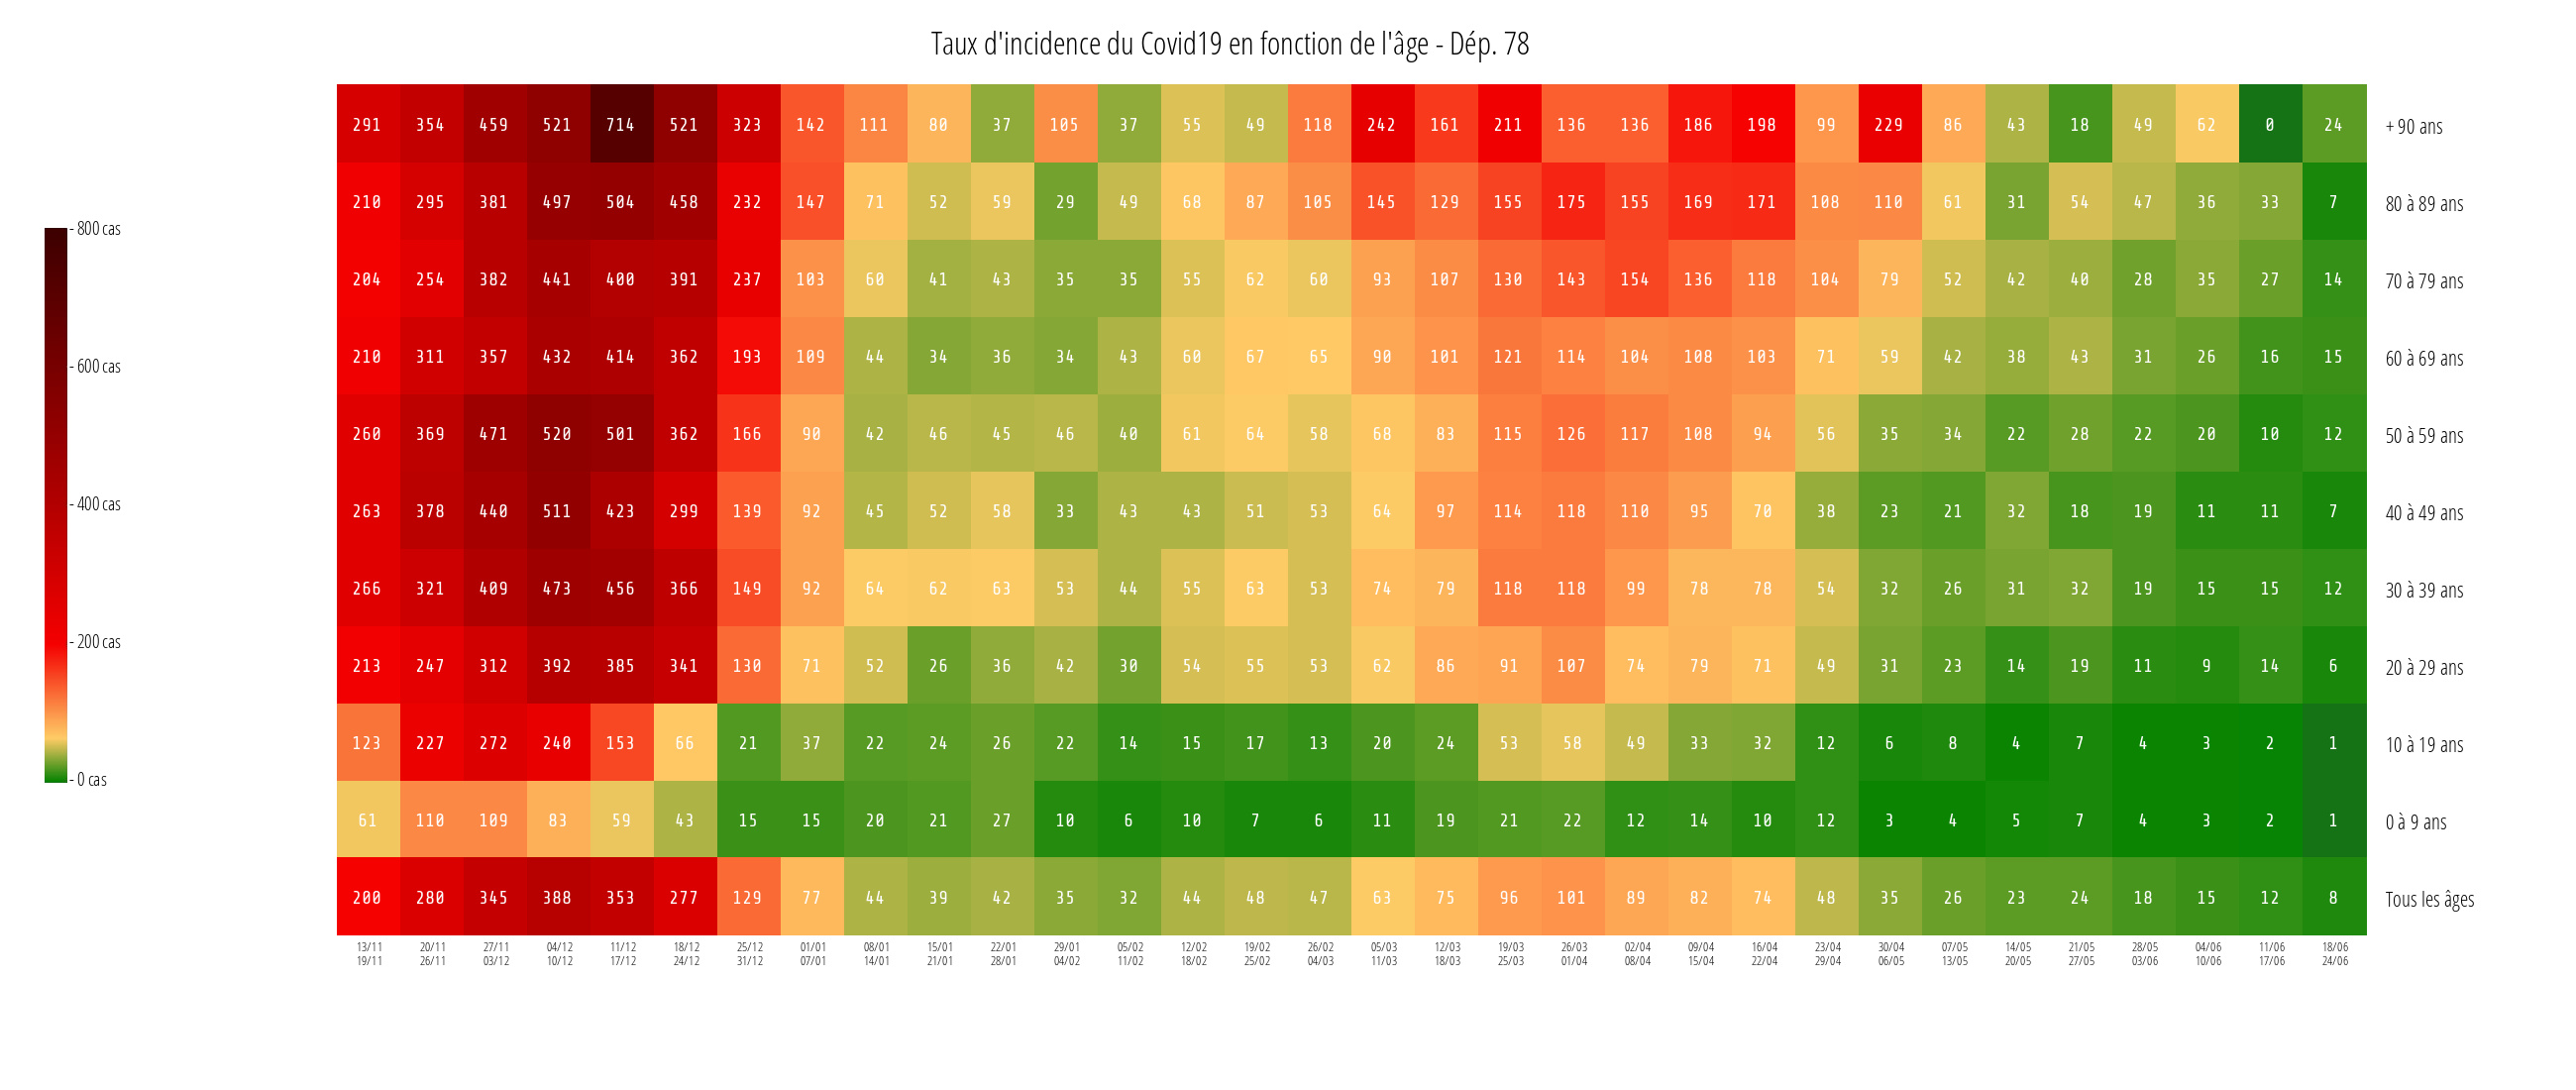 Taux d'incidence du Covid19 en fonction de l'âge - Dép. 78
- 800 cas
- 600 cas
- 400 cas
- 200 cas
- 0 cas
291 354 459 521 714 521 323 142 111 80 37 105 37 55 49 118 242 161 211 136 136 186 198 99 229 86 43 18 49 62 0 24 + 90 ans
210 295 381 497 504 458 232 147 71 52 59 29 49 68 87 105 145 129 155 175 155 169 171 108 110 61 31 54 47 36 33 7 80 à 89 ans
204 254 382 441 400 391 237 103 60 41 43 35 35 55 62 60 93 107 130 143 154 136 118 104 79 52 42 40 28 35 27 14 70 à 79 ans
210 311 357 432 414 362 193 109 44 34 36 34 43 60 67 65 90 101 121 114 104 108 103 71 59 42 38 43 31 26 16 15 60 à 69 ans
260 369 471 520 501 362 166 90 42 46 45 46 40 61 64 58 68 83 115 126 117 108 94 56 35 34 22 28 22 20 10 12 50 à 59 ans
263 378 440 511 423 299 139 92 45 52 58 33 43 43 51 53 64 97 114 118 110 95 70 38 23 21 32 18 19 11 11 7 40 à 49 ans
266 321 409 473 456 366 149 92 64 62 63 53 44 55 63 53 74 79 118 118 99 78 78 54 32 26 31 32 19 15 15 12 30 à 39 ans
213 247 312 392 385 341 130 71 52 26 36 42 30 54 55 53 62 86 91 107 74 79 71 49 31 23 14 19 11 9 14 6 20 à 29 ans
123 227 272 240 153 66 21 37 22 24 26 22 14 15 17 13 20 24 53 58 49 33 32 12 6 8 4 7 4 3 2 1 10 à 19 ans
61 110 109 83 59 43 15 15 20 21 27 10 6 10 7 6 11 19 21 22 12 14 10 12 3 4 5 7 4 3 2 1 0 à 9 ans
200 280 345 388 353 277 129 77 44 39 42 35 32 44 48 47 63 75 96 101 89 82 74 48 35 26 23 24 18 15 12 8 Tous les âges
13/11 20/11 27/11 04/12 11/12 18/12 25/12 01/01 08/01 15/01 22/01 29/01 05/02 12/02 19/02 26/02 05/03 12/03 19/03 26/03 02/04 09/04 16/04 23/04 30/04 07/05 14/05 21/05 28/05 04/06 11/06 18/06
19/11 26/11 03/12 10/12 17/12 24/12 31/12 07/01 14/01 21/01 28/01 04/02 11/02 18/02 25/02 04/03 11/03 18/03 25/03 01/04 08/04 15/04 22/04 29/04 06/05 13/05 20/05 27/05 03/06 10/06 17/06 24/06